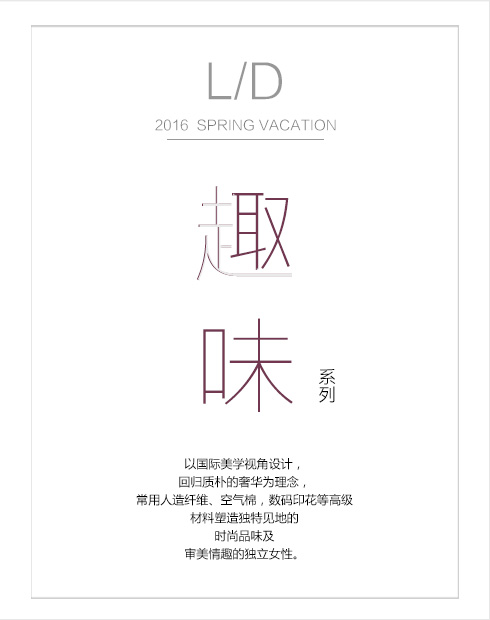 L/D
2016 SPRING VACATION
趣
味
系列
以国际美学视角设计，
回归质朴的奢华为理念，
常用人造纤维、空气棉，数码印花等高级
材料塑造独特见地的
时尚品味及
审美情趣的独立女性。